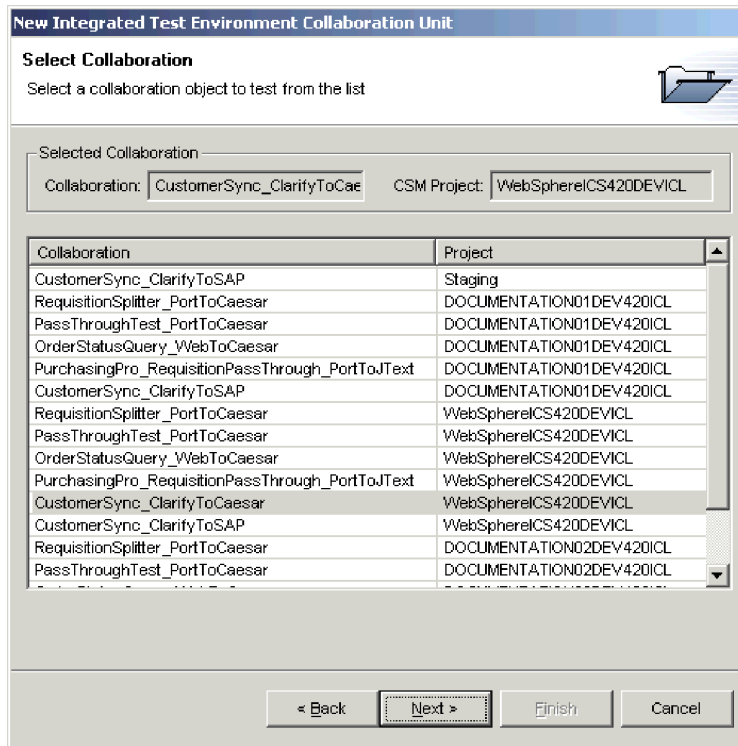 New Integrated Test Environment Collaboration Unit
Select Collaboration
Select a collaboration object to test from the list
Selected Collaboration
Collaboration: CustomerSync_ClarifyToCae CSM Project: WebSphereICS420DEVICL
Collaboration Project
CustomerSync_ClarifyToSAP Staging
RequisitionSplitter_PortToCaesar DOCUMENTATION01DEV420ICL
PassThroughTest_PortToCaesar DOCUMENTATION01DEV420ICL
OrderStatusQuery_WebToCaesar DOCUMENTATION01DEV420ICL
PurchasingPro_RequisitionPassThrough_PortToJText DOCUMENTATION01DEV420ICL
CustomerSync_ClarifyToSAP DOCUMENTATION01DEV420ICL
RequisitionSplitter_PortToCaesar WebSphereICS420DEVICL
PassThroughTest_PortToCaesar WebSphereICS420DEVICL
OrderStatusQuery_WebToCaesar WebSphereICS420DEVICL
PurchasingPro_RequisitionPassThrough_PortToJText WebSphereICS420DEVICL
CustomerSync_ClarifyToCaesar WebSphereICS420DEVICL
CustomerSync_ClarifyToSAP WebSphereICS420DEVICL
RequisitionSplitter_PortToCaesar DOCUMENTATION02DEV420ICL
PassThroughTest_PortToCaesar DOCUMENTATION02DEV420ICL
< Back Next > Finish Cancel